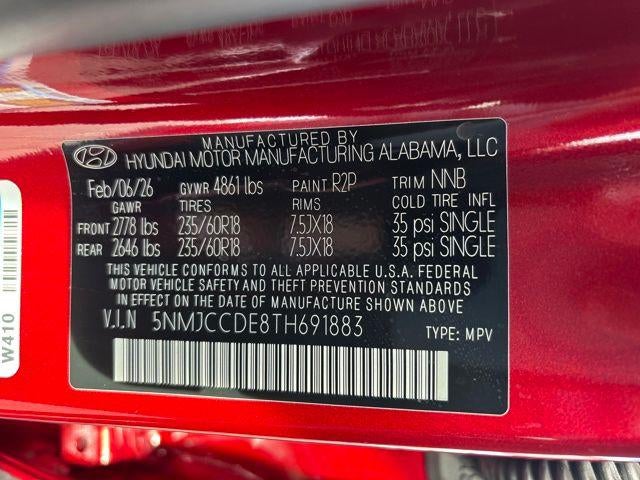 MANUFACTURED BY
HYUNDAI MOTOR MANUFACTURING ALABAMA, LLC
Feb/06/26 GVWR 4861 lbs PAINT R2P TRIM NNB
GAWR TIRES RIMS COLD TIRE INFL
FRONT 2778 lbs 235/60R18 7.5JX18 35 psi SINGLE
REAR 2646 lbs 235/60R18 7.5JX18 35 psi SINGLE
THIS VEHICLE CONFORMS TO ALL APPLICABLE U.S.A. FEDERAL
MOTOR VEHICLE SAFETY AND THEFT PREVENTION STANDARDS
IN EFFECT ON THE DATE OF MANUFACTURE SHOWN ABOVE
V.I.N 5NMJCCDE8TH691883
TYPE: MPV
W410